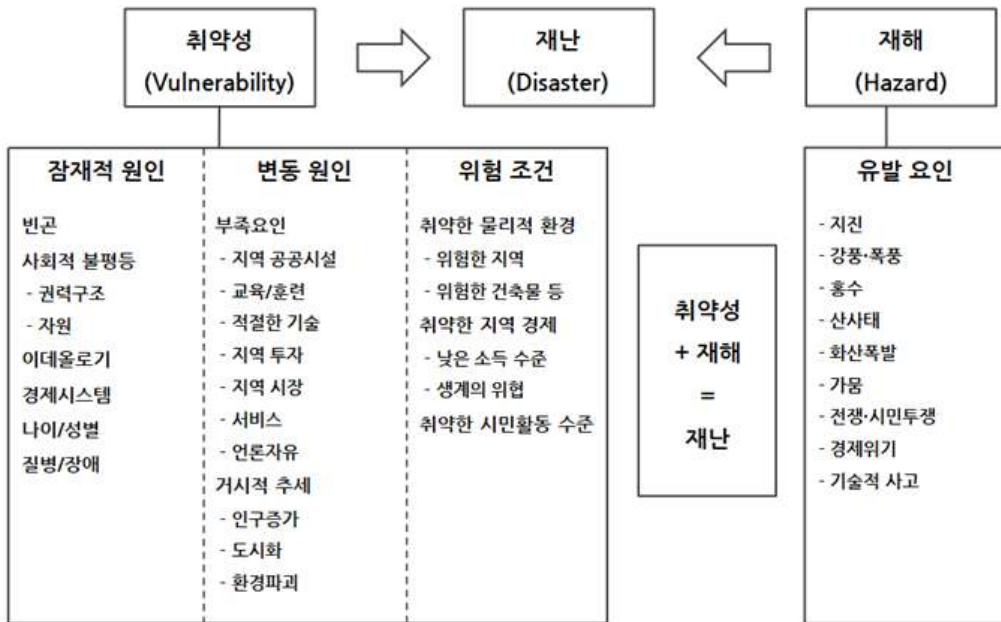 취약성
(Vulnerability)
재난
(Disaster)
재해
(Hazard)
잠재적 원인
빈곤
사회적 불평등
- 권력구조
- 자원
이데올로기
경제시스템
나이/성별
질병/장애
변동 원인
부족요인
- 지역 공공시설
- 교육/훈련
- 적절한 기술
- 지역 투자
- 지역 시장
- 서비스
- 언론자유
거시적 추세
- 인구증가
- 도시화
- 환경파괴
위험 조건
취약한 물리적 환경
- 위험한 지역
- 위험한 건축물 등
취약한 지역 경제
- 낮은 소득 수준
- 생계의 위협
취약한 시민활동 수준
취약성
+ 재해
=
재난
유발 요인
- 지진
- 강풍·폭풍
- 홍수
- 산사태
- 화산폭발
- 가뭄
- 전쟁·시민투쟁
- 경제위기
- 기술적 사고